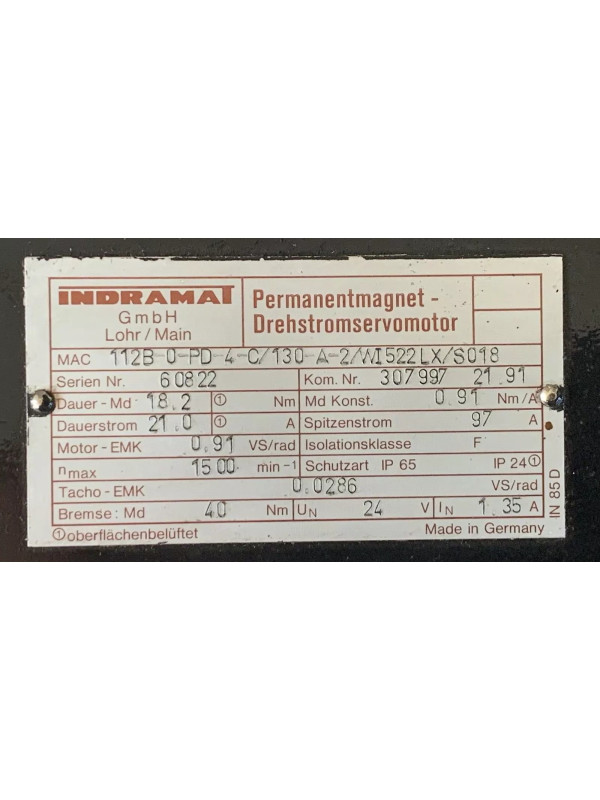 INDRAMAT
GmbH
Lohr/Main
Permanentmagnet-
Drehstromservomotor
MAC 112B-0-PD-4-C/130-A-2/WI522LX/S018
Serien Nr. 60822 Kom. Nr. 307997 21.91
Dauer-Md 18.2 ① Nm Md Konst. 0.91 Nm/A
Dauerstrom 21.0 ① A Spitzenstrom 97 A
Motor-EMK 0.91 VS/rad Isolationsklasse F
nmax 1500 min-1 Schutzart IP 65 IP 24①
Tacho-EMK 0.0286 VS/rad
Bremse: Md 40 Nm UN 24 V IN 1.35 A
①oberflächenbelüftet Made in Germany
IN 85 D